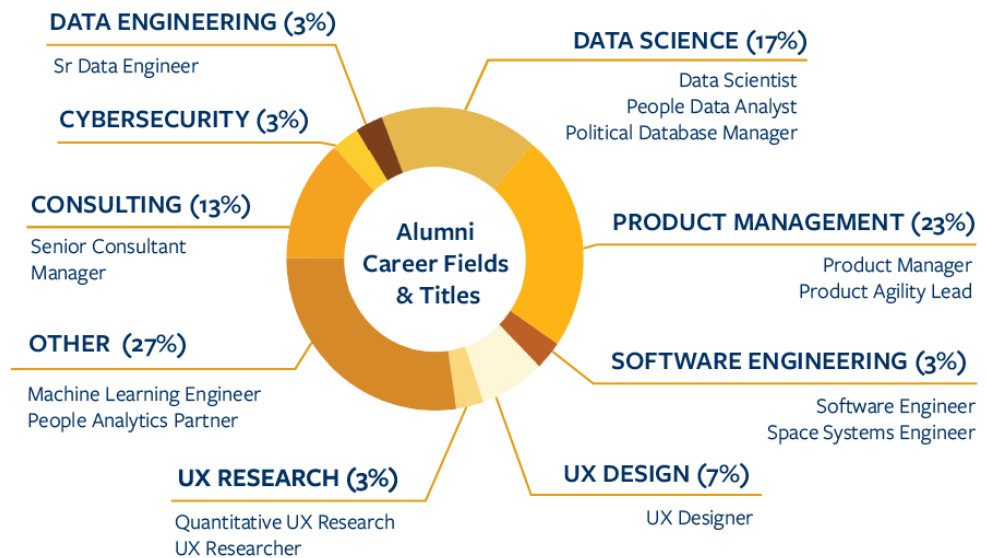 DATA ENGINEERING (3%)
Sr Data Engineer
DATA SCIENCE (17%)
Data Scientist
People Data Analyst
Political Database Manager
CYBERSECURITY (3%)
CONSULTING (13%)
Senior Consultant
Manager
Alumni
Career Fields
& Titles
PRODUCT MANAGEMENT (23%)
Product Manager
Product Agility Lead
OTHER (27%)
Machine Learning Engineer
People Analytics Partner
SOFTWARE ENGINEERING (3%)
Software Engineer
Space Systems Engineer
UX RESEARCH (3%)
Quantitative UX Research
UX Researcher
UX DESIGN (7%)
UX Designer